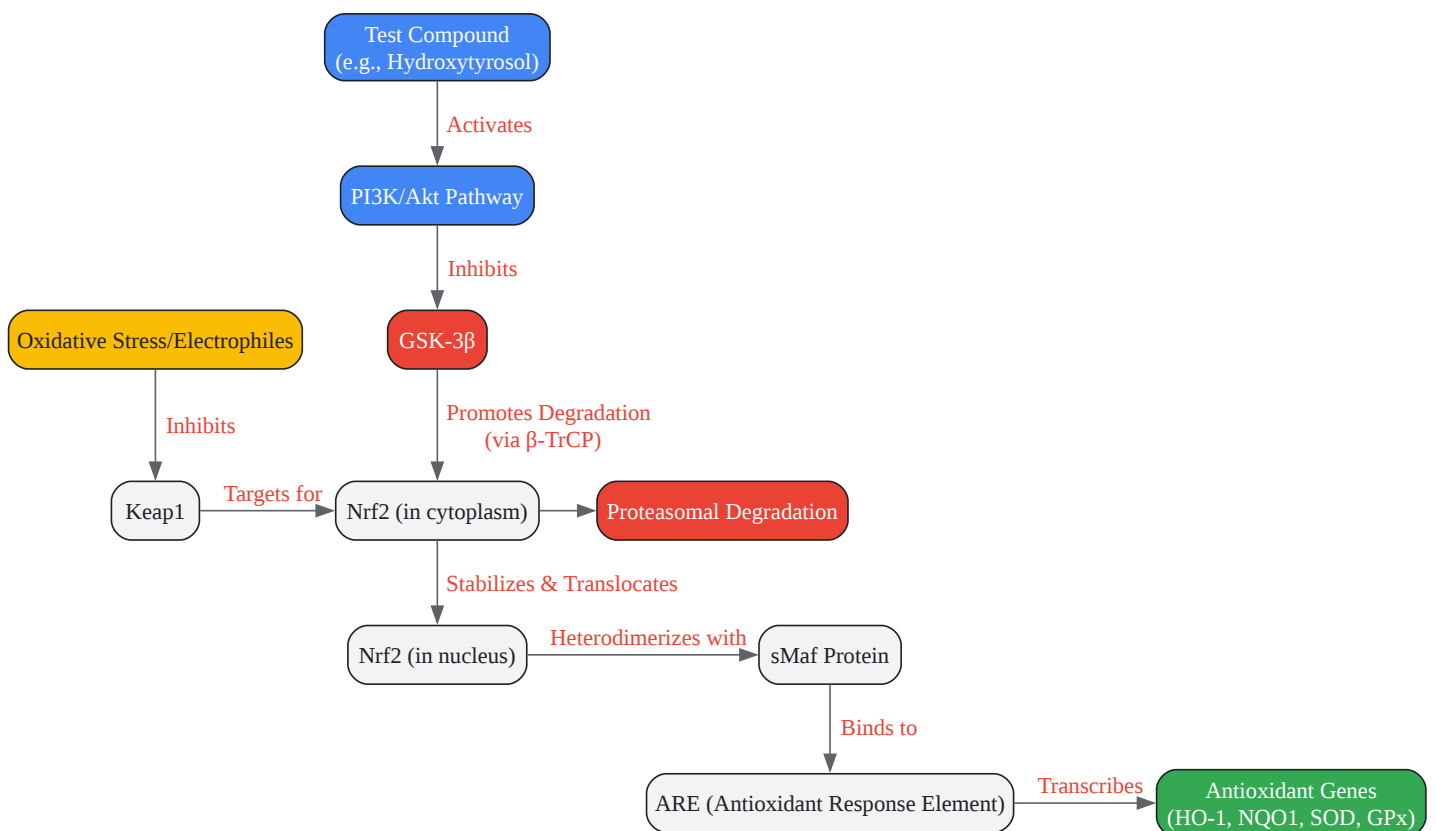 Test Compound
(e.g., Hydroxytyrosol)
Activates
PI3K/Akt Pathway
Inhibits
Oxidative Stress/Electrophiles
GSK-3β
Inhibits
Promotes Degradation
(via β-TrCP)
Keap1
Targets for
Nrf2 (in cytoplasm)
Proteasomal Degradation
Stabilizes & Translocates
Nrf2 (in nucleus)
Heterodimerizes with
sMaf Protein
Binds to
ARE (Antioxidant Response Element)
Transcribes
Antioxidant Genes
(HO-1, NQO1, SOD, GPx)